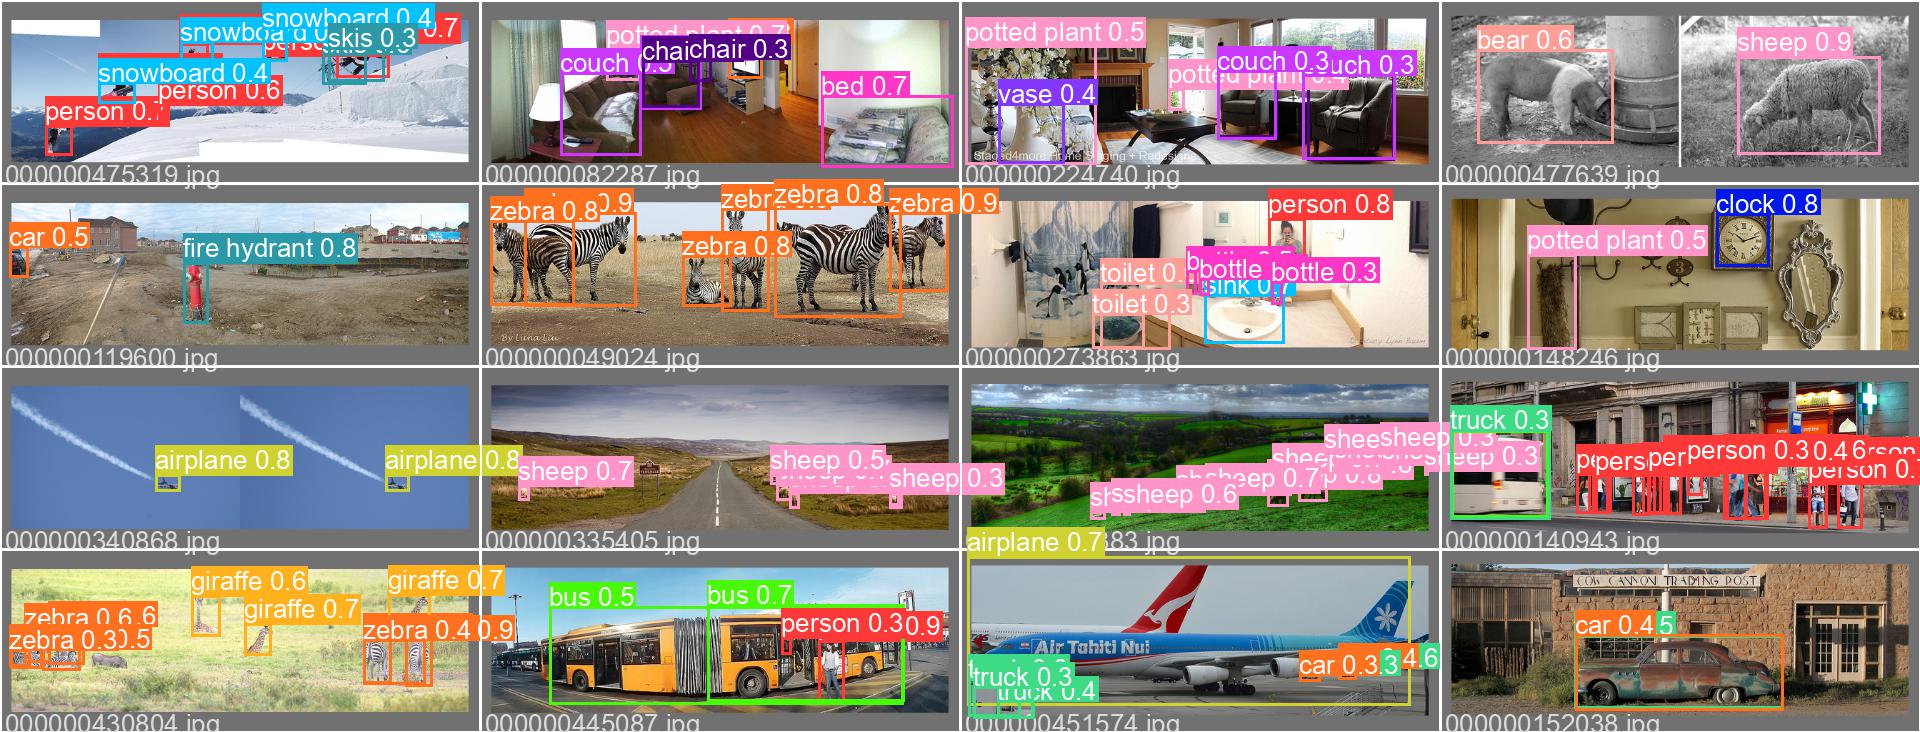 snowboard 0.4
snowboard 0.
0.7
skis 0.3
snowboard 0.4
person 0.6
person 0.7
000000475319.jpg
potted plant 0.7
chair
chair 0.3
couch 0.5
bed 0.7
000000082287.jpg
potted plant 0.5
couch 0.3
couch 0.3
potted plant 0.4
vase 0.4
Staged4more Home Staging + Redesign
000000224740.jpg
bear 0.6
sheep 0.9
000000477639.jpg
car 0.5
fire hydrant 0.8
000000119600.jpg
zebra 0.8
0.9
zebra
zebra 0.8
zebra 0.9
zebra 0.8
By Luna Liu
000000049024.jpg
person 0.8
toilet 0.
bottle
bottle 0.3
sink 0.7
toilet 0.3
000000273863.jpg
clock 0.8
potted plant 0.5
3
000000148246.jpg
airplane 0.8
airplane 0.8
000000340868.jpg
sheep 0.7
sheep 0.5
sheep 0.3
000000335405.jpg
sheep 0.3
sheep 0.3
sheep 0.7
0.8
sheep 0.6
383.jpg
truck 0.3
person 0.3
0.4
6
person
person 0.
000000140943.jpg
giraffe 0.6
giraffe 0.7
giraffe 0.7
zebra 0.6
.6
zebra 0.3
0.5
zebra 0.4
0.9
000000430804.jpg
bus 0.5
bus 0.7
person 0.3
0.9
000000445087.jpg
airplane 0.7
Air Tahiti Nui
car 0.3
.3
4.6
truck 0.3
truck 0.4
000000451574.jpg
COW CANYON TRADING POST
car 0.4
5
000000152038.jpg